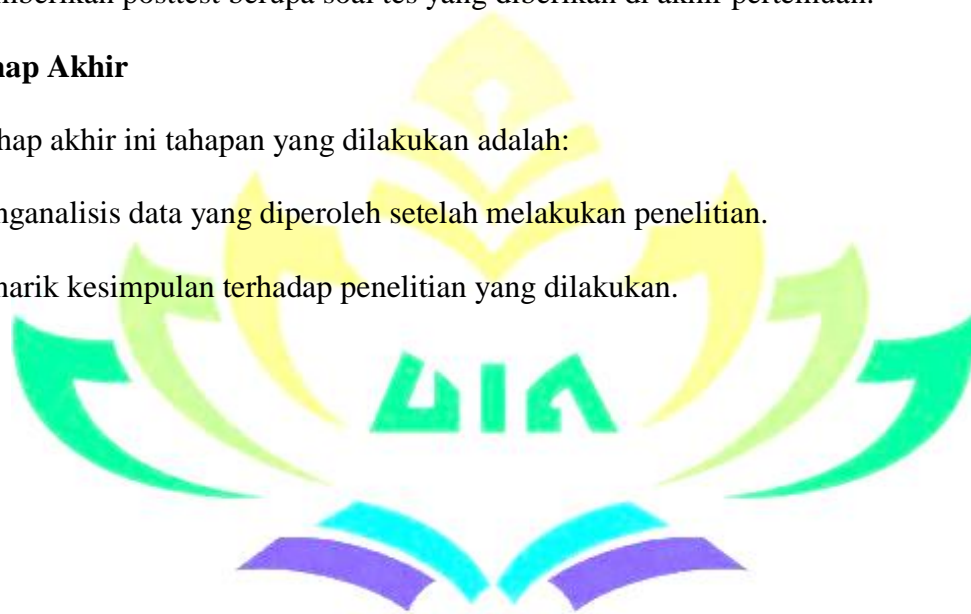 mberikan posttest berupa soal tes yang diberikan di akhir pertemuan.
hap Akhir
hap akhir ini tahapan yang dilakukan adalah:
nganalisis data yang diperoleh setelah melakukan penelitian.
narik kesimpulan terhadap penelitian yang dilakukan.
UIN